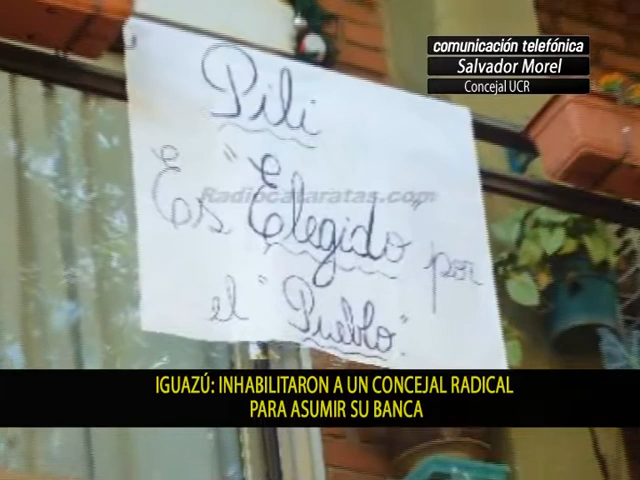 comunicación telefónica
Salvador Morel
Concejal UCR
Pili
Es "Elegido" por
el "Pueblo".
Radiocataratas.com
IGUAZÚ: INHABILITARON A UN CONCEJAL RADICAL
PARA ASUMIR SU BANCA